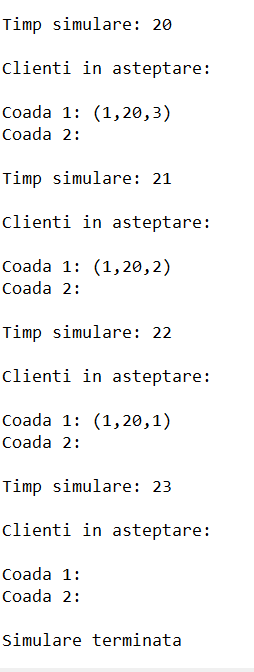 Timp simulare: 20
Clienti in asteptare:
Coada 1: (1,20,3)
Coada 2:
Timp simulare: 21
Clienti in asteptare:
Coada 1: (1,20,2)
Coada 2:
Timp simulare: 22
Clienti in asteptare:
Coada 1: (1,20,1)
Coada 2:
Timp simulare: 23
Clienti in asteptare:
Coada 1:
Coada 2:
Simulare terminata